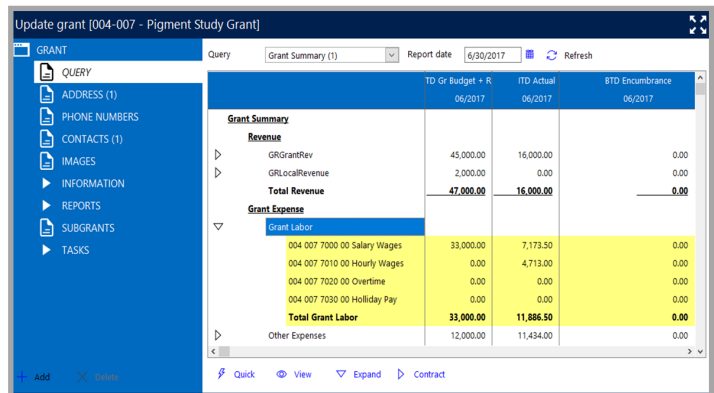 Update grant [004-007 - Pigment Study Grant]
GRANT
QUERY
ADDRESS (1)
PHONE NUMBERS
CONTACTS (1)
IMAGES
INFORMATION
REPORTS
SUBGRANTS
TASKS
Add
Delete
Query Grant Summary (1) Report date 6/30/2017 Refresh
TD Gr Budget + R ITD Actual BTD Encumbrance
06/2017 06/2017 06/2017
Grant Summary
Revenue
GRGrantRev 45,000.00 16,000.00 0.00
GRLocalRevenue 2,000.00 0.00 0.00
Total Revenue 47,000.00 16,000.00 0.00
Grant Expense
Grant Labor
004 007 7000 00 Salary Wages 33,000.00 7,173.50 0.00
004 007 7010 00 Hourly Wages 0.00 4,713.00 0.00
004 007 7020 00 Overtime 0.00 0.00 0.00
004 007 7030 00 Holliday Pay 0.00 0.00 0.00
Total Grant Labor 33,000.00 11,886.50 0.00
Other Expenses 12,000.00 11,434.00 0.00
Quick View Expand Contract